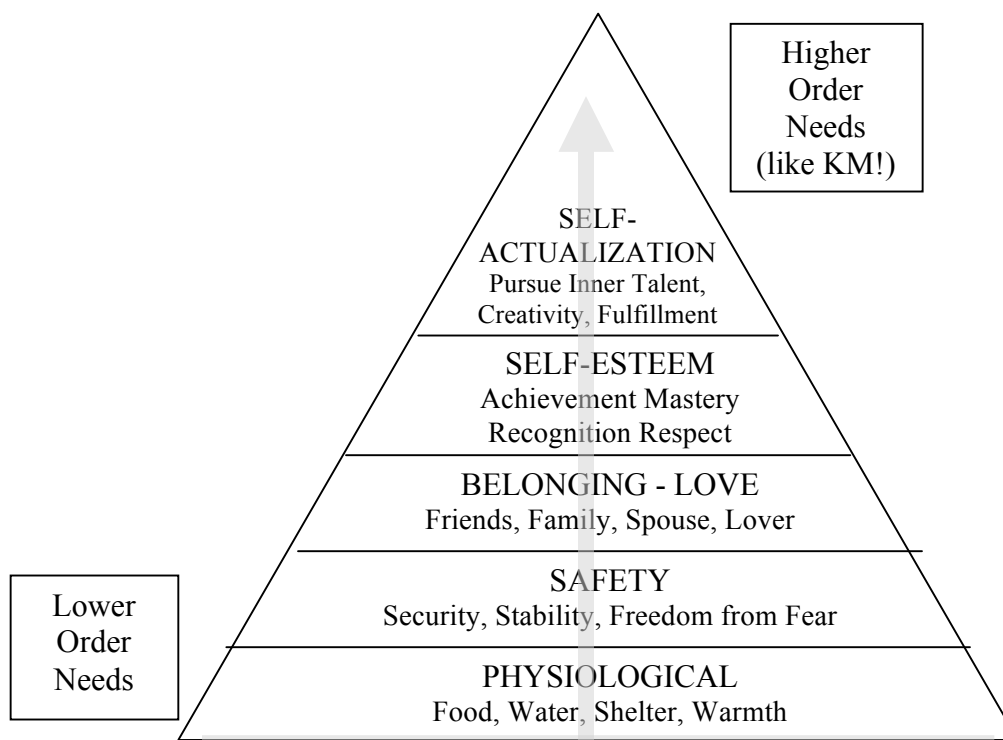 Higher
Order
Needs
(like KM!)
SELF-
ACTUALIZATION
Pursue Inner Talent,
Creativity, Fulfillment
SELF-ESTEEM
Achievement Mastery
Recognition Respect
BELONGING - LOVE
Friends, Family, Spouse, Lover
SAFETY
Security, Stability, Freedom from Fear
Lower
Order
Needs
PHYSIOLOGICAL
Food, Water, Shelter, Warmth